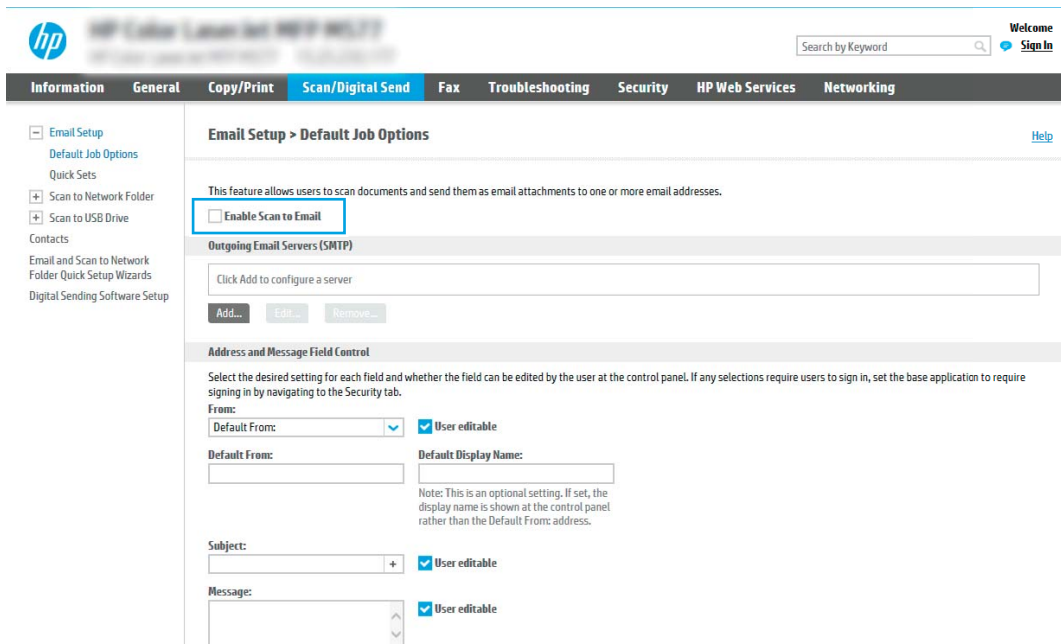 hp
Welcome
Search by Keyword
Sign In
Information General Copy/Print Scan/Digital Send Fax Troubleshooting Security HP Web Services Networking
Email Setup
Default Job Options
Quick Sets
Scan to Network Folder
Scan to USB Drive
Contacts
Email and Scan to Network
Folder Quick Setup Wizards
Digital Sending Software Setup
Email Setup > Default Job Options
Help
This feature allows users to scan documents and send them as email attachments to one or more email addresses.
Enable Scan to Email
Outgoing Email Servers (SMTP)
Click Add to configure a server
Add... Edit... Remove...
Address and Message Field Control
Select the desired setting for each field and whether the field can be edited by the user at the control panel. If any selections require users to sign in, set the base application to require
signing in by navigating to the Security tab.
From:
Default From: User editable
Default From: Default Display Name:
Note: This is an optional setting. If set, the
display name is shown at the control panel
rather than the Default From: address.
Subject:
+ User editable
Message:
User editable